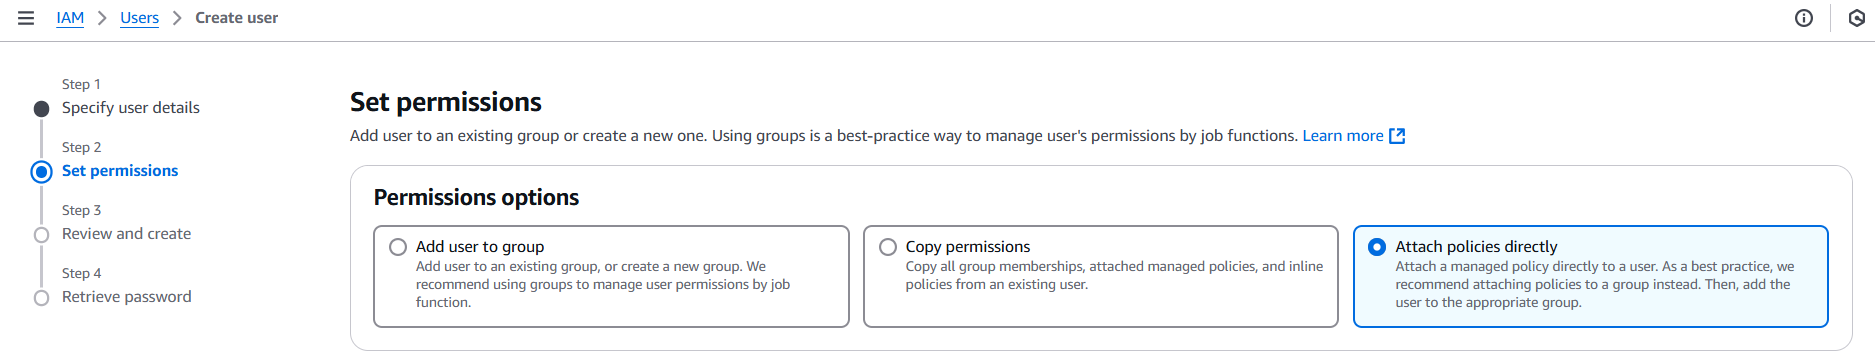 IAM > Users > Create user
Step 1
Specify user details
Step 2
Set permissions
Step 3
Review and create
Step 4
Retrieve password
Set permissions
Add user to an existing group or create a new one. Using groups is a best-practice way to manage user's permissions by job functions. Learn more
Permissions options
Add user to group
Add user to an existing group, or create a new group. We
recommend using groups to manage user permissions by job
function.
Copy permissions
Copy all group memberships, attached managed policies, and inline
policies from an existing user.
Attach policies directly
Attach a managed policy directly to a user. As a best practice, we
recommend attaching policies to a group instead. Then, add the
user to the appropriate group.